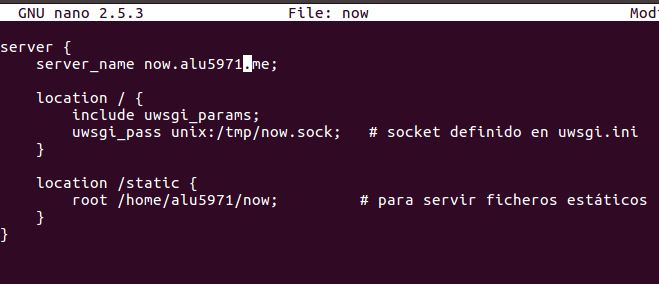 GNU nano 2.5.3 File: now
server {
server_name now.alu5971.me;
location / {
include uwsgi_params;
uwsgi_pass unix:/tmp/now.sock; # socket definido en uwsgi.ini
}
location /static {
root /home/alu5971/now; # para servir ficheros estáticos
}
}